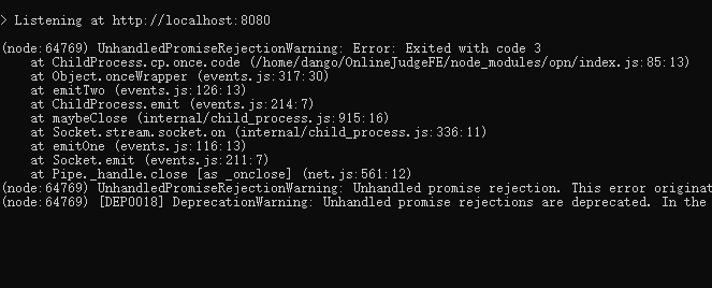 > Listening at http://localhost:8080
(node:64769) UnhandledPromiseRejectionWarning: Error: Exited with code 3
at ChildProcess.cp.once.code (/home/dango/OnlineJudgeFE/node_modules/opn/index.js:85:13)
at Object.onceWrapper (events.js:317:30)
at emitTwo (events.js:126:13)
at ChildProcess.emit (events.js:214:7)
at maybeClose (internal/child_process.js:915:16)
at Socket.stream.socket.on (internal/child_process.js:336:11)
at emitOne (events.js:116:13)
at Socket.emit (events.js:211:7)
at Pipe._handle.close [as _onclose] (net.js:561:12)
(node:64769) UnhandledPromiseRejectionWarning: Unhandled promise rejection. This error originat
(node:64769) [DEP0018] DeprecationWarning: Unhandled promise rejections are deprecated. In the